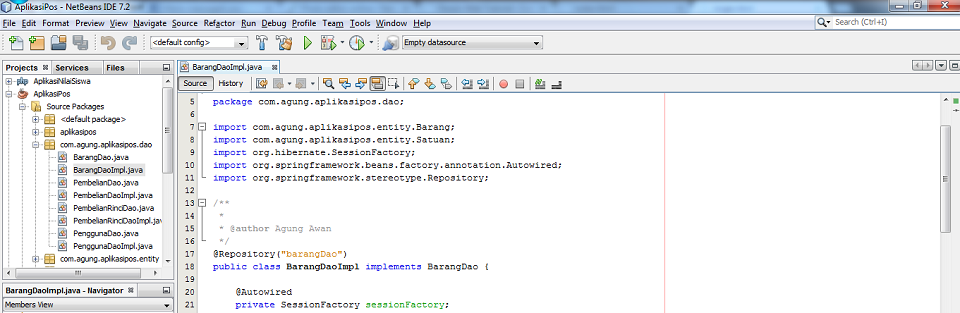 AplikasiPos - NetBeans IDE 7.2
File Edit Format Preview View Navigate Source Refactor Run Debug Profile Team Tools Window Help
Search (Ctrl+I)
<default config>
Empty datasource
Projects Services Files
BarangDaoImpl.java
Source History
AplikasiNilaiSiswa
AplikasiPos
Source Packages
<default package>
aplikasipos
com.agung.aplikasipos.dao
BarangDao.java
BarangDaoImpl.java
PembelianDao.java
PembelianDaoImpl.java
PembelianRinciDao.java
PembelianRinciDaoImpl.java
PenggunaDao.java
PenggunaDaoImpl.java
com.agung.aplikasipos.entity
BarangDaoImpl.java - Navigator
Members View
5 package com.agung.aplikasipos.dao;
6
7 import com.agung.aplikasipos.entity.Barang;
8 import com.agung.aplikasipos.entity.Satuan;
9 import org.hibernate.SessionFactory;
10 import org.springframework.beans.factory.annotation.Autowired;
11 import org.springframework.stereotype.Repository;
12
13 /**
14 *
15 * @author Agung Awan
16 */
17 @Repository("barangDao")
18 public class BarangDaoImpl implements BarangDao {
19
20 @Autowired
21 private SessionFactory sessionFactory;